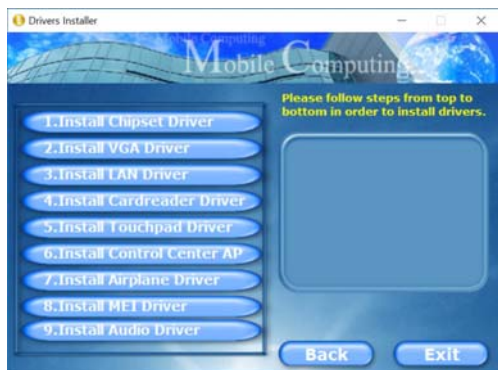 Drivers Installer
Mobile Computing
Mobile Computing
Please follow steps from top to
bottom in order to install drivers.
1.Install Chipset Driver
2.Install VGA Driver
3.Install LAN Driver
4.Install Cardreader Driver
5.Install Touchpad Driver
6.Install Control Center AP
7.Install Airplane Driver
8.Install MEI Driver
9.Install Audio Driver
Back
Exit